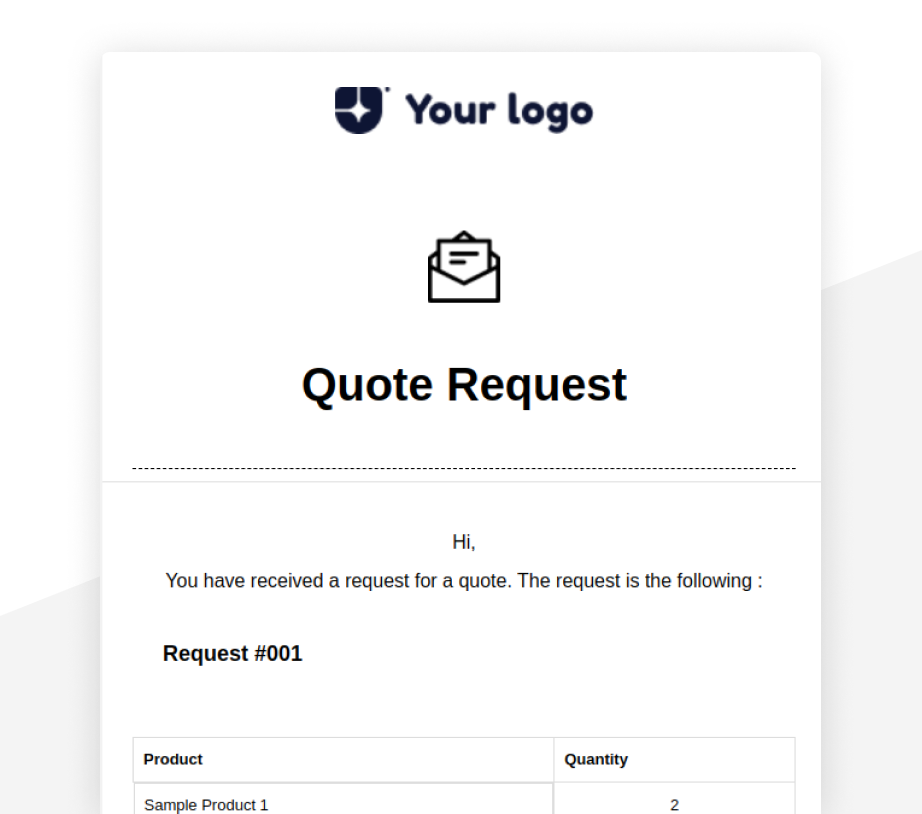 Your logo
Quote Request
Hi,
You have received a request for a quote. The request is the following :
Request #001
Product Quantity
Sample Product 1 2